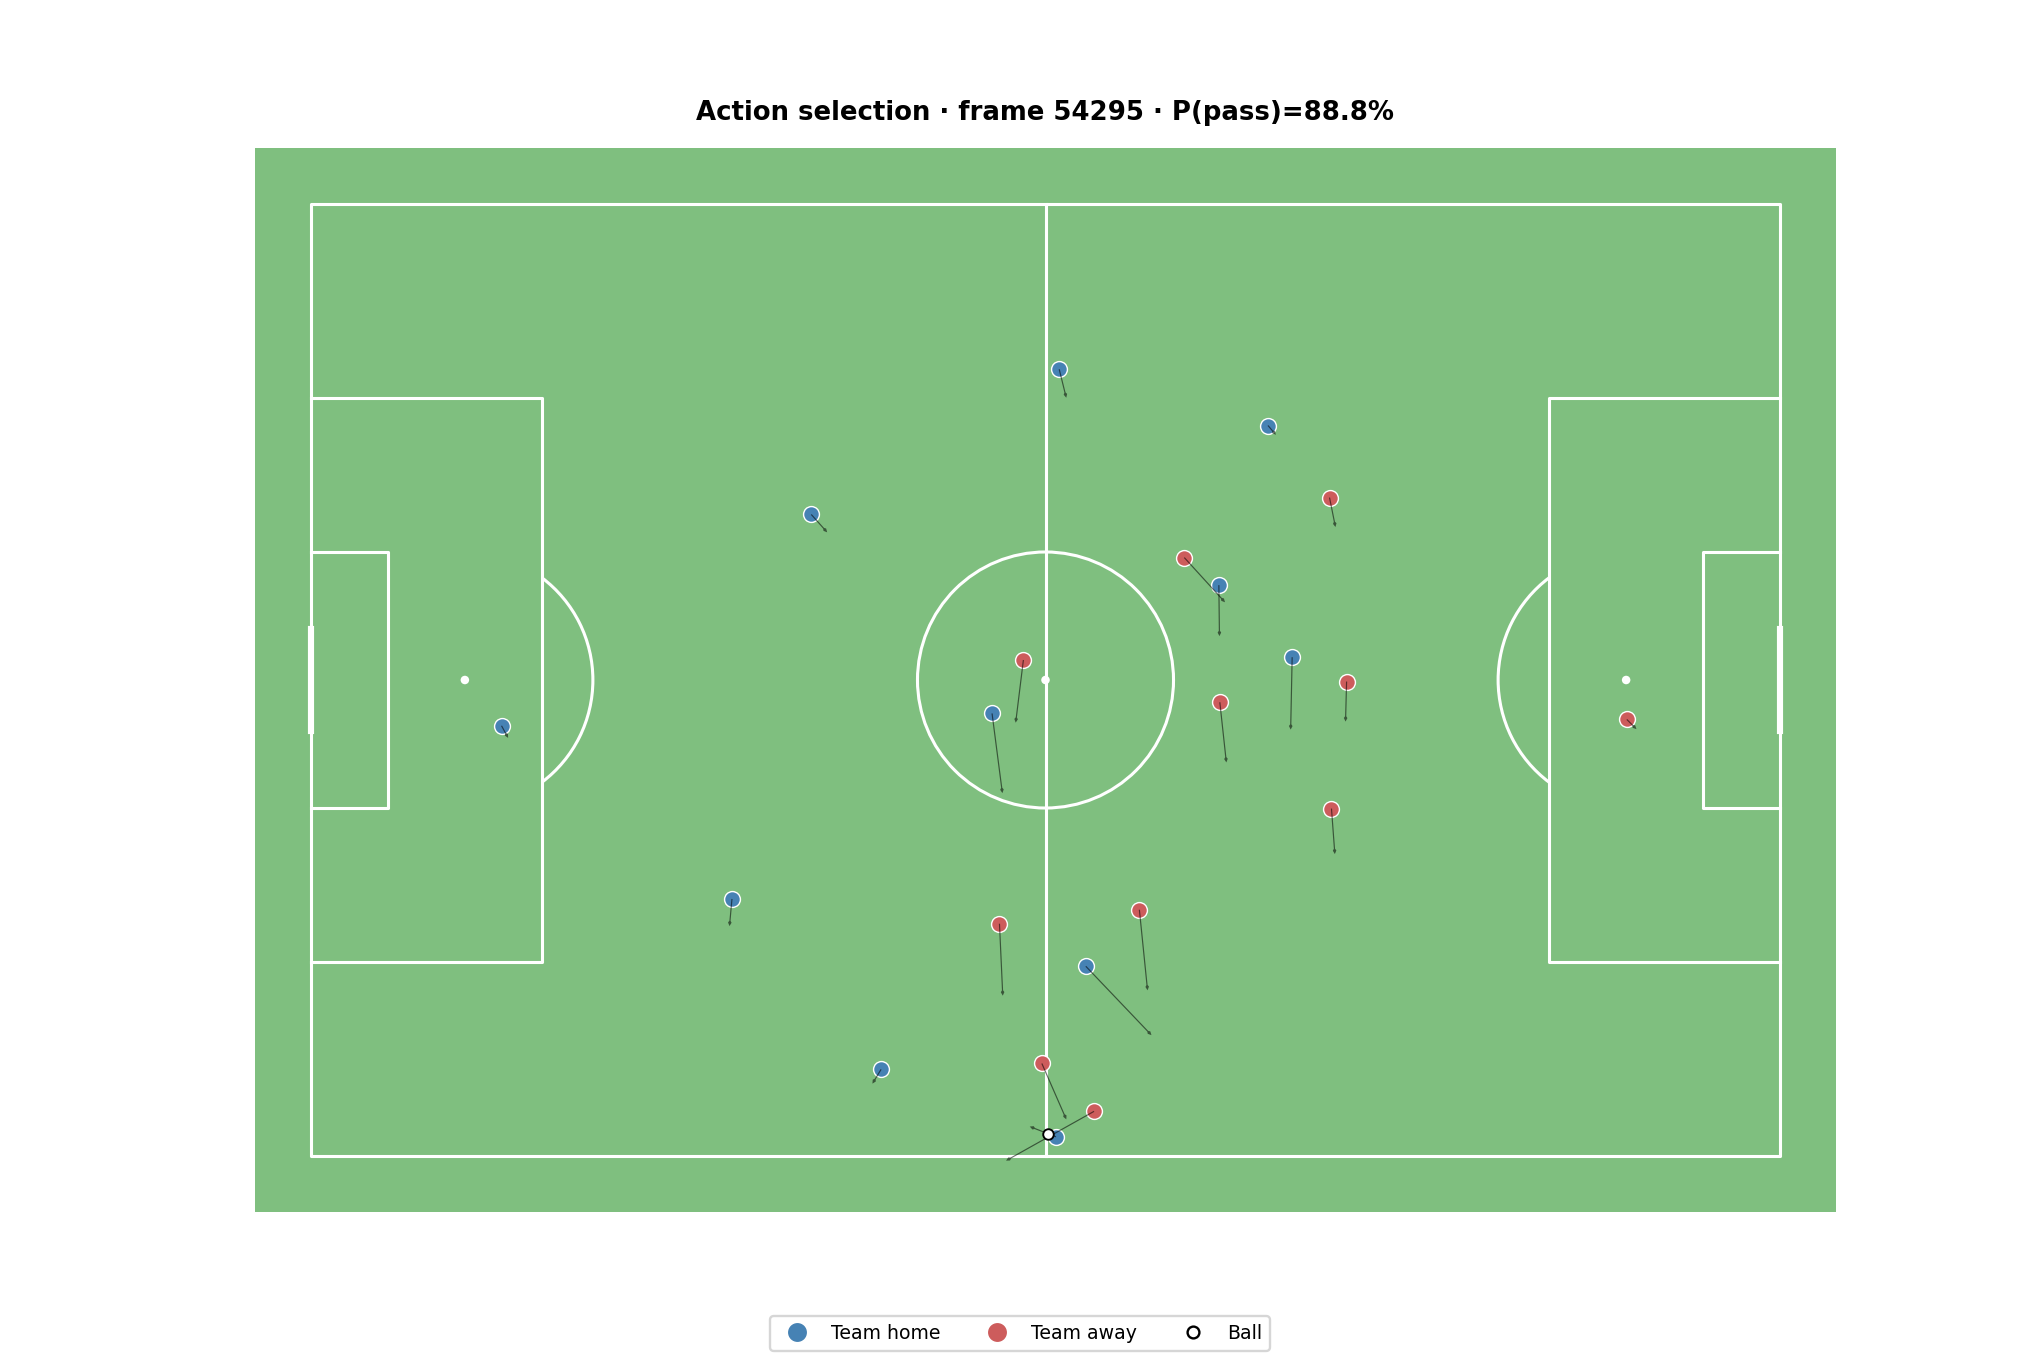 Action selection · frame 54295 · P(pass)=88.8%
Team home
Team away
Ball